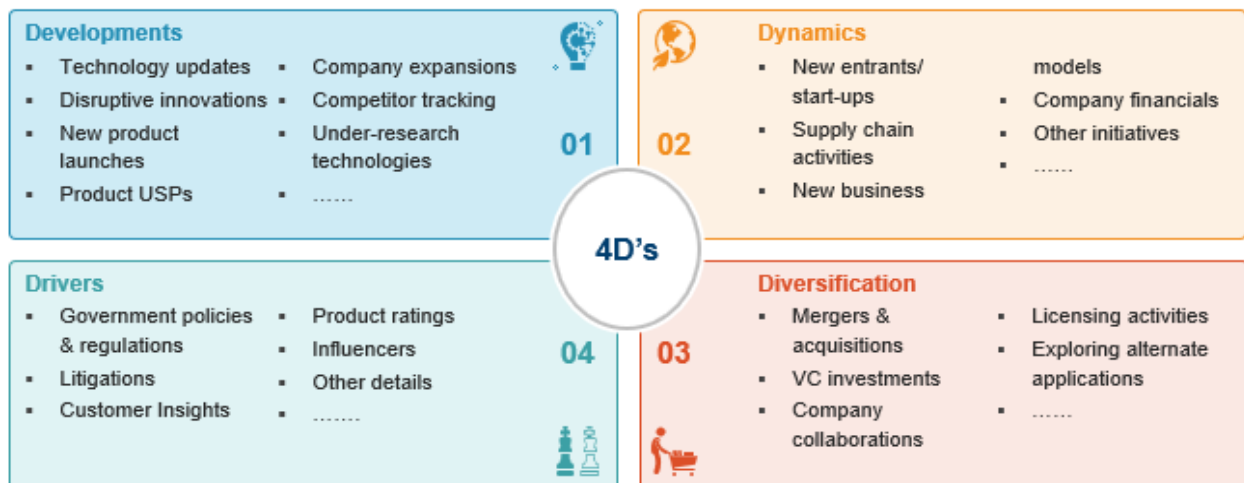 Developments
▪ Technology updates
▪ Disruptive innovations
▪ New product
launches
▪ Product USPs
▪ Company expansions
▪ Competitor tracking
▪ Under-research
technologies
▪ ……
01
Dynamics
▪ New entrants/
start-ups
▪ Supply chain
activities
▪ New business
models
▪ Company financials
▪ Other initiatives
▪ ……
02
4D's
Drivers
▪ Government policies
& regulations
▪ Litigations
▪ Customer Insights
▪ Product ratings
▪ Influencers
▪ Other details
▪ …….
04
Diversification
▪ Mergers &
acquisitions
▪ VC investments
▪ Company
collaborations
▪ Licensing activities
▪ Exploring alternate
applications
▪ ……
03